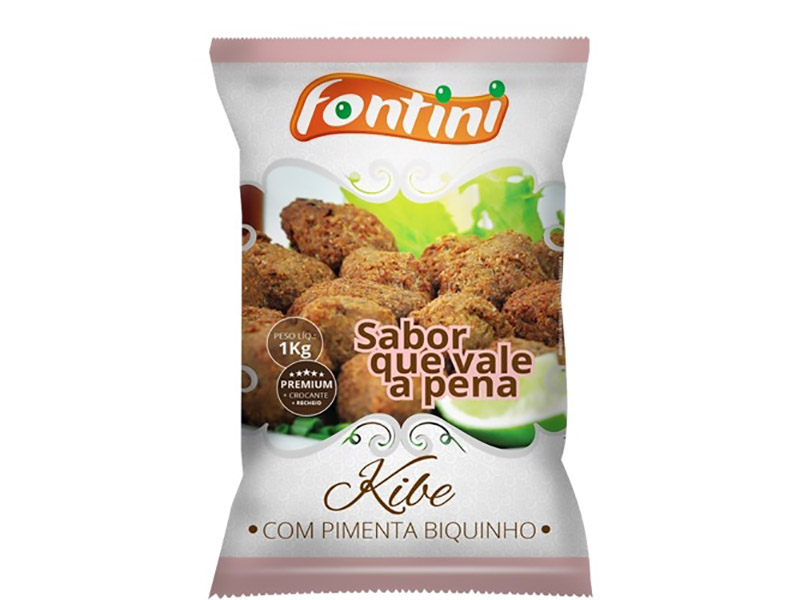 fontini
PESO LÍQ.:
1Kg
Sabor
que vale
a pena
PREMIUM
+ CROCANTE
+ RECHEIO
Kibe
• COM PIMENTA BIQUINHO •